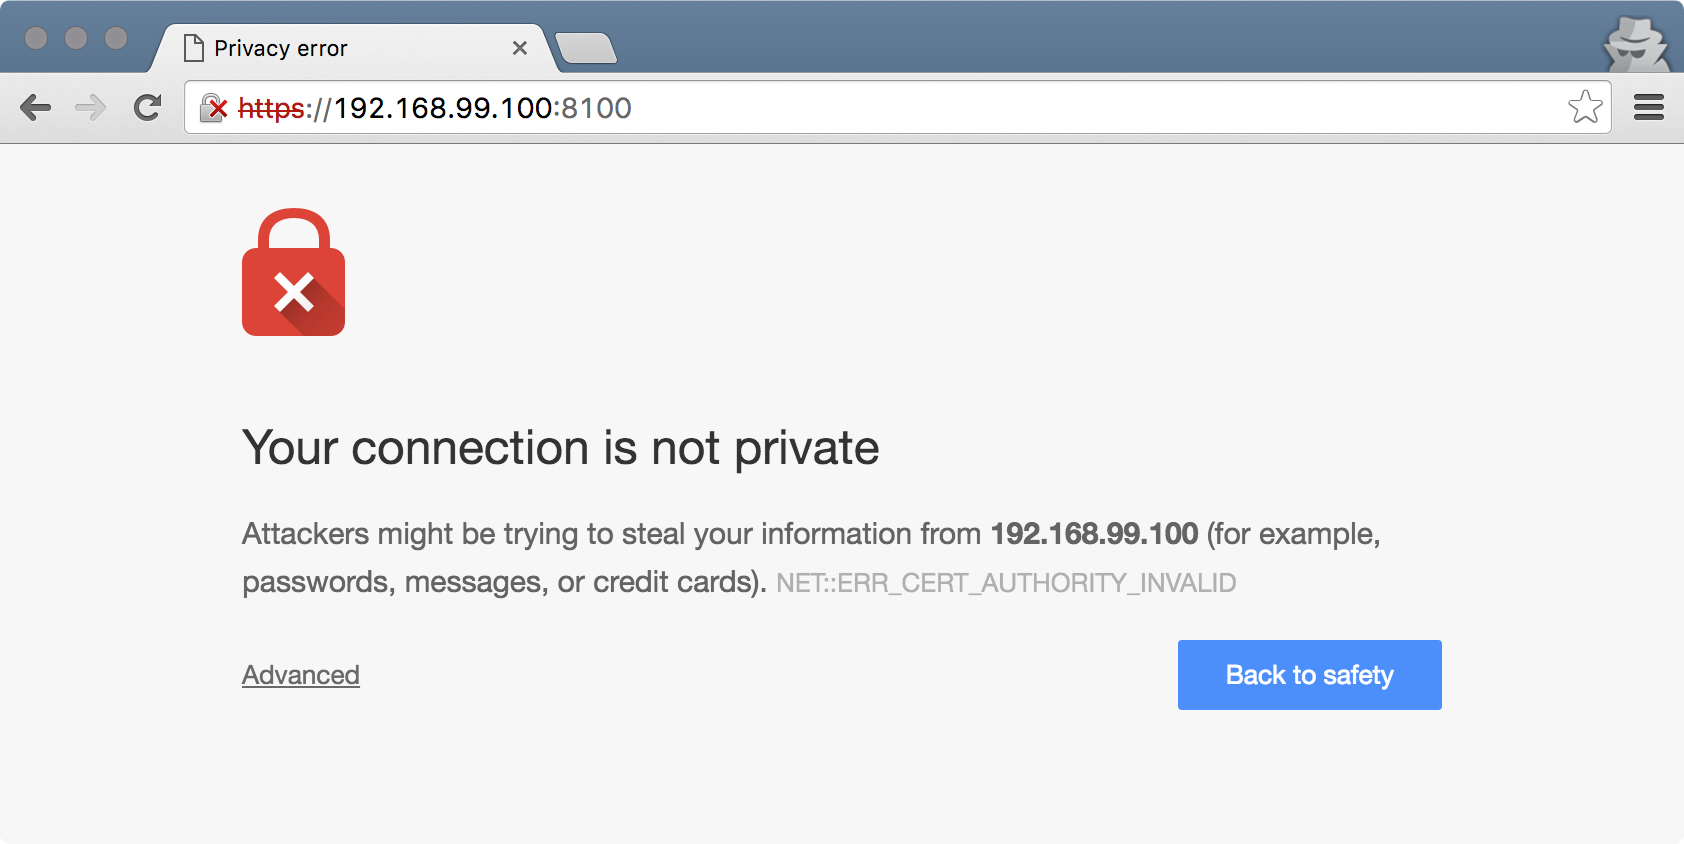 Privacy error
https://192.168.99.100:8100
Your connection is not private
Attackers might be trying to steal your information from 192.168.99.100 (for example,
passwords, messages, or credit cards). NET::ERR_CERT_AUTHORITY_INVALID
Advanced
Back to safety